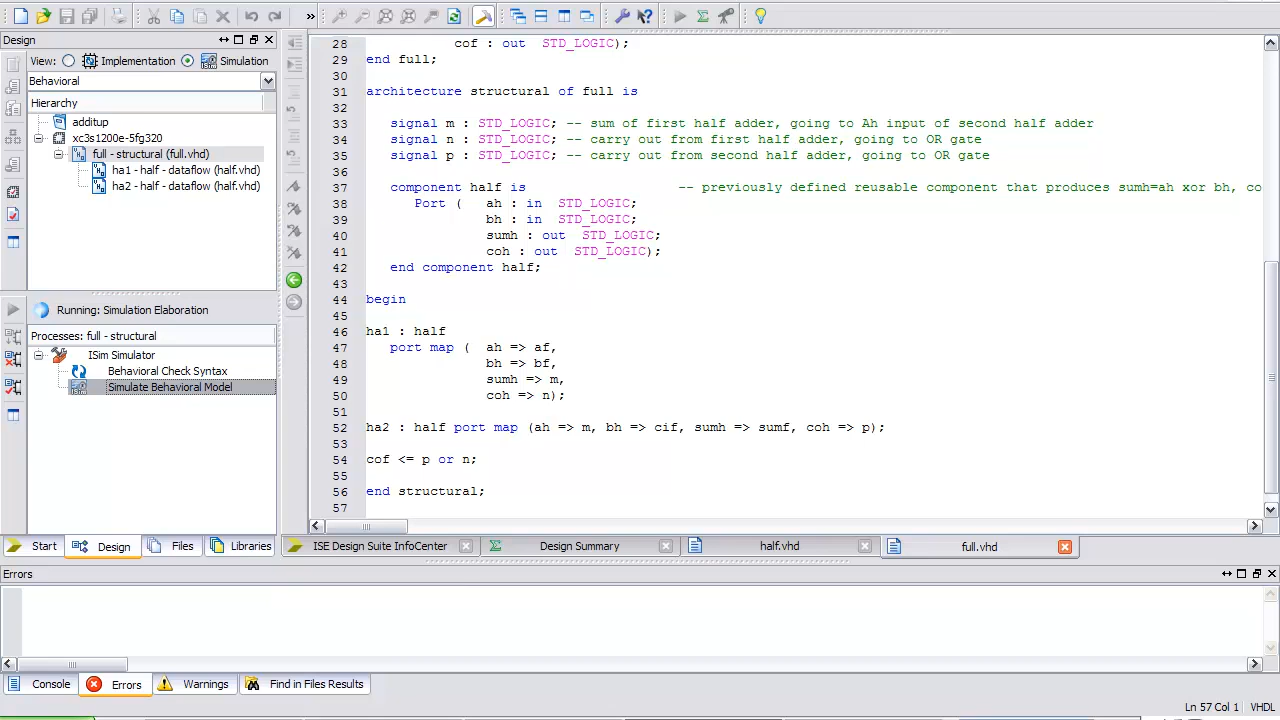 »
Design
View: Implementation Simulation
Behavioral
Hierarchy
additup
xc3s1200e-5fg320
full - structural (full.vhd)
ha1 - half - dataflow (half.vhd)
ha2 - half - dataflow (half.vhd)
Running: Simulation Elaboration
Processes: full - structural
ISim Simulator
Behavioral Check Syntax
Simulate Behavioral Model
Start Design Files Libraries
28 cof : out STD_LOGIC);
29 end full;
30
31 architecture structural of full is
32
33 signal m : STD_LOGIC; -- sum of first half adder, going to Ah input of second half adder
34 signal n : STD_LOGIC; -- carry out from first half adder, going to OR gate
35 signal p : STD_LOGIC; -- carry out from second half adder, going to OR gate
36
37 component half is -- previously defined reusable component that produces sumh=ah xor bh, co
38 Port ( ah : in STD_LOGIC;
39 bh : in STD_LOGIC;
40 sumh : out STD_LOGIC;
41 coh : out STD_LOGIC);
42 end component half;
43
44 begin
45
46 ha1 : half
47 port map ( ah => af,
48 bh => bf,
49 sumh => m,
50 coh => n);
51
52 ha2 : half port map (ah => m, bh => cif, sumh => sumf, coh => p);
53
54 cof <= p or n;
55
56 end structural;
57
ISE Design Suite InfoCenter Design Summary half.vhd full.vhd
Errors
Console Errors Warnings Find in Files Results
Ln 57 Col 1 VHDL